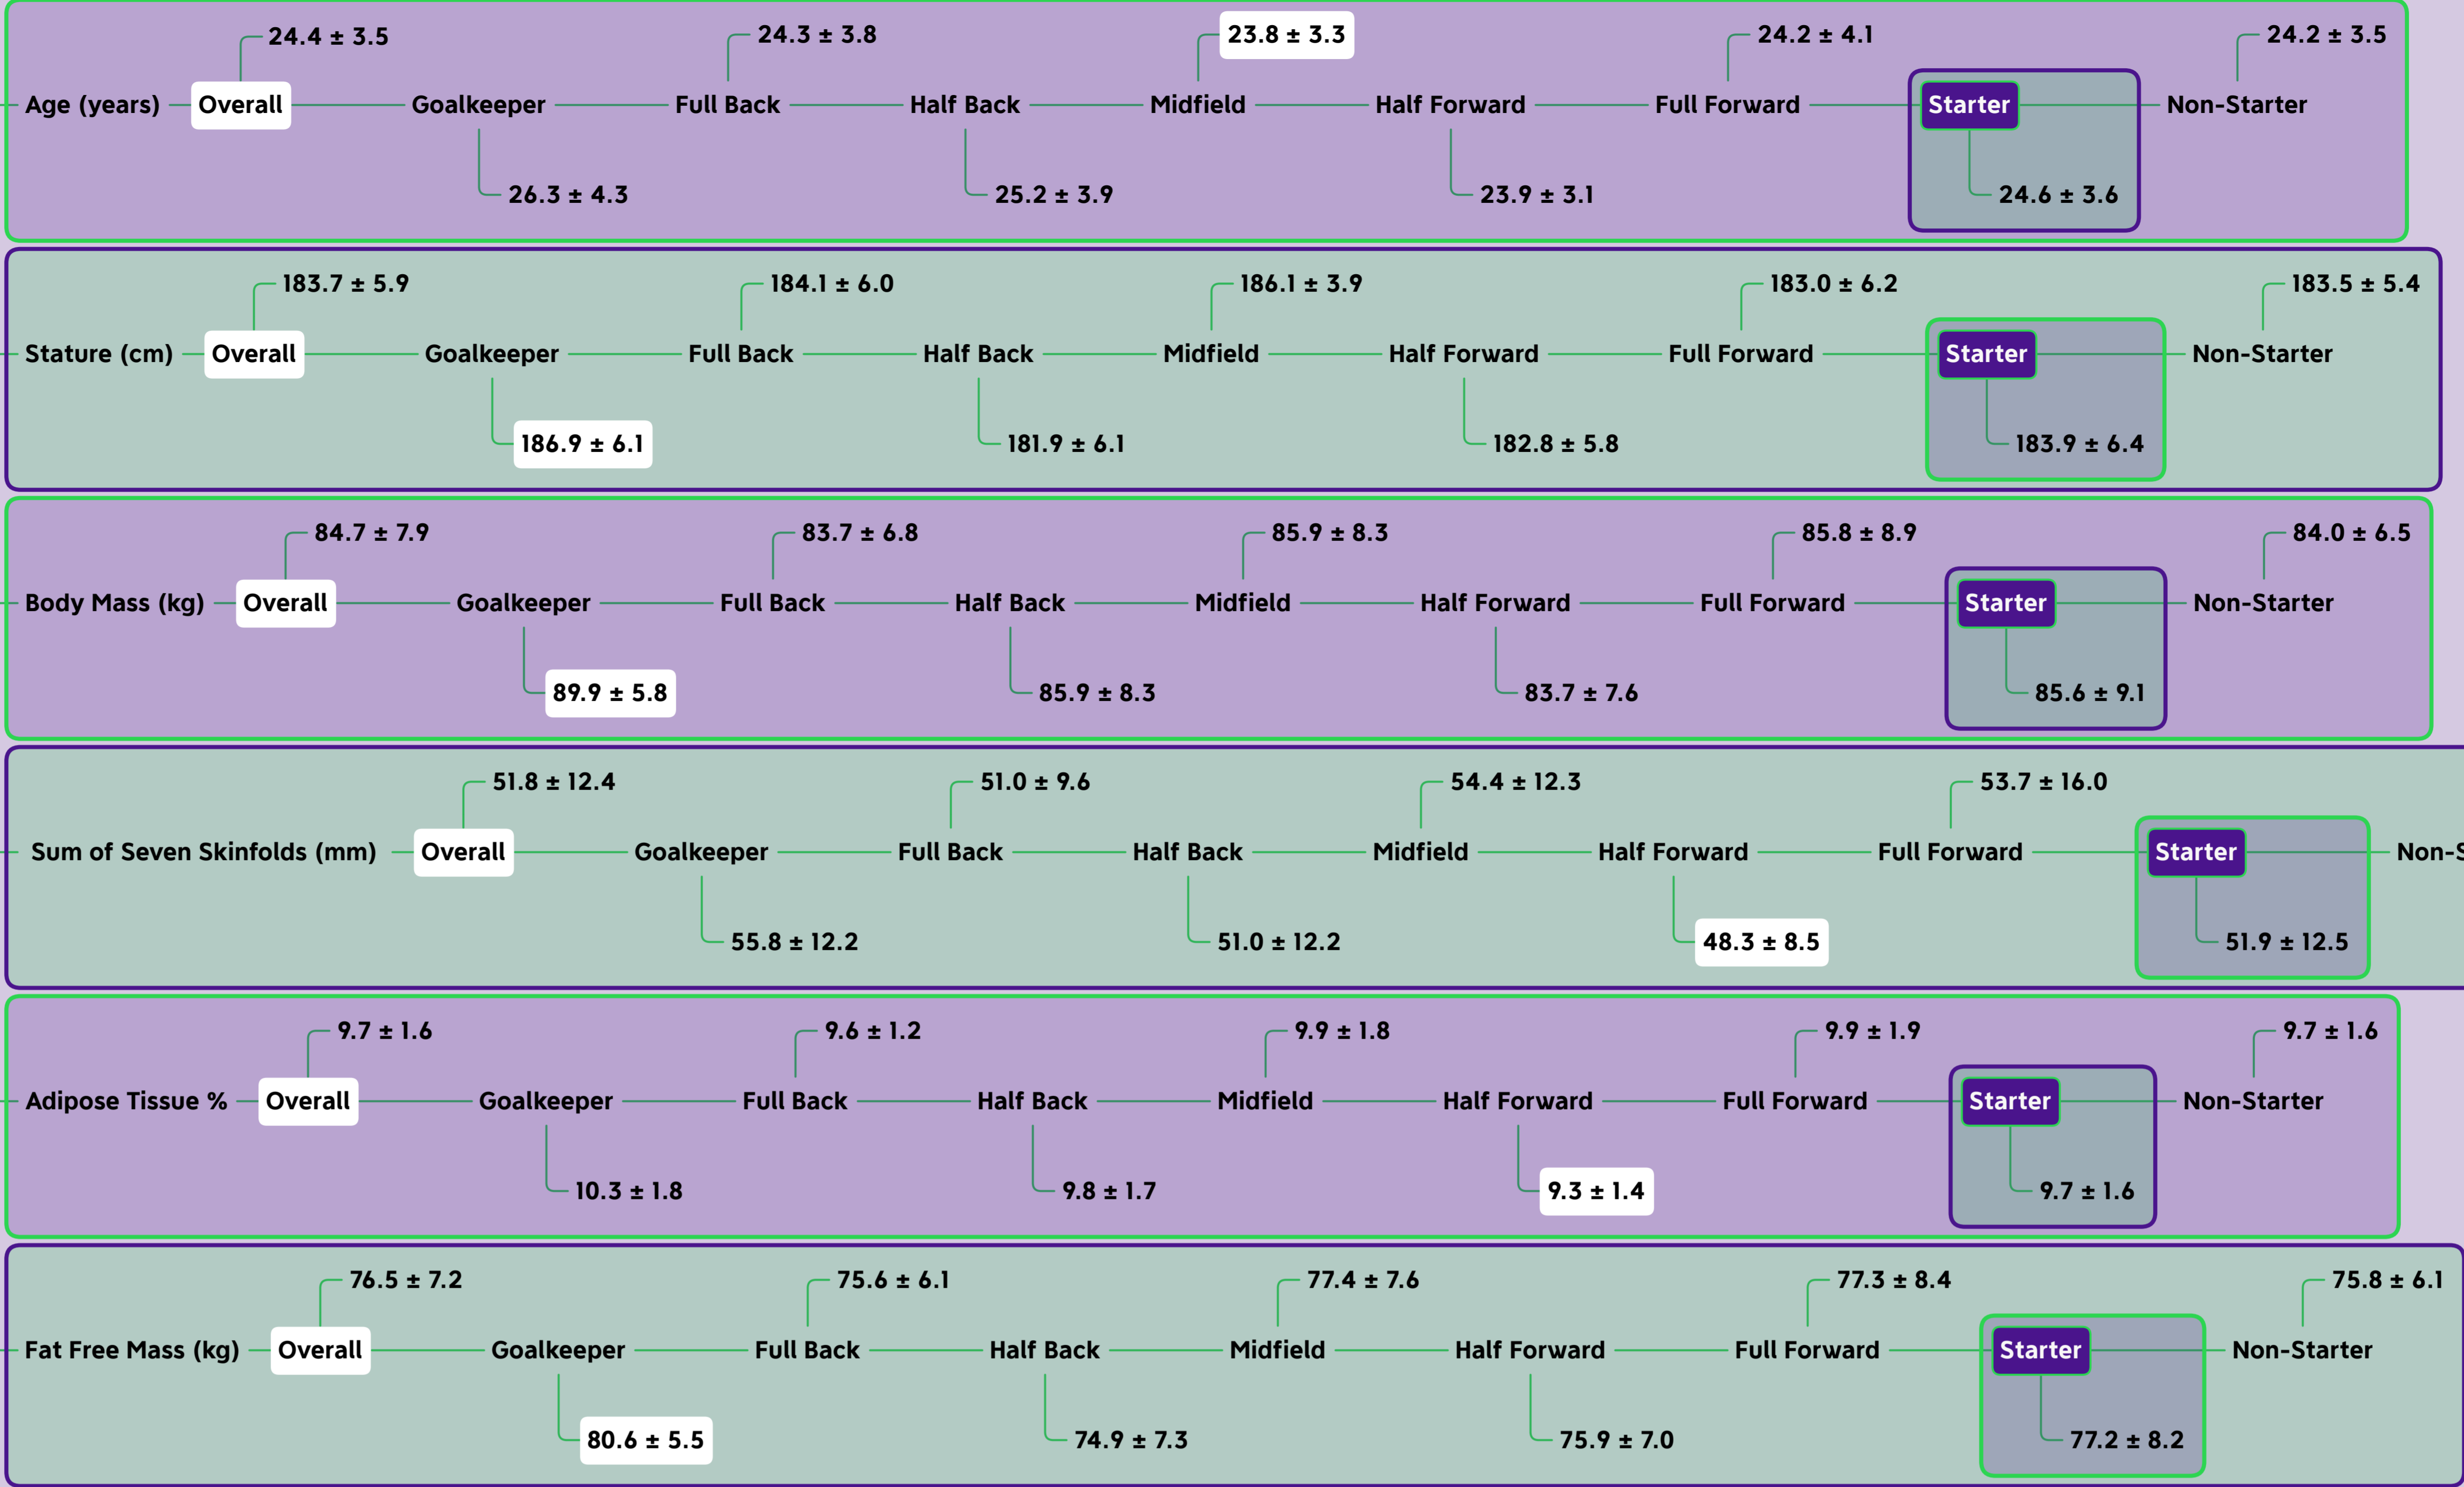 24.4 ± 3.5 24.3 ± 3.8 23.8 ± 3.3 24.2 ± 4.1 24.2 ± 3.5
Age (years) Overall Goalkeeper Full Back Half Back Midfield Half Forward Full Forward Starter Non-Starter
26.3 ± 4.3 25.2 ± 3.9 23.9 ± 3.1 24.6 ± 3.6
183.7 ± 5.9 184.1 ± 6.0 186.1 ± 3.9 183.0 ± 6.2 183.5 ± 5.4
Stature (cm) Overall Goalkeeper Full Back Half Back Midfield Half Forward Full Forward Starter Non-Starter
186.9 ± 6.1 181.9 ± 6.1 182.8 ± 5.8 183.9 ± 6.4
84.7 ± 7.9 83.7 ± 6.8 85.9 ± 8.3 85.8 ± 8.9 84.0 ± 6.5
Body Mass (kg) Overall Goalkeeper Full Back Half Back Midfield Half Forward Full Forward Starter Non-Starter
89.9 ± 5.8 85.9 ± 8.3 83.7 ± 7.6 85.6 ± 9.1
51.8 ± 12.4 51.0 ± 9.6 54.4 ± 12.3 53.7 ± 16.0
Sum of Seven Skinfolds (mm) Overall Goalkeeper Full Back Half Back Midfield Half Forward Full Forward Starter
55.8 ± 12.2 51.0 ± 12.2 48.3 ± 8.5 51.9 ± 12.5
9.7 ± 1.6 9.6 ± 1.2 9.9 ± 1.8 9.9 ± 1.9 9.7 ± 1.6
Adipose Tissue % Overall Goalkeeper Full Back Half Back Midfield Half Forward Full Forward Starter Non-Starter
10.3 ± 1.8 9.8 ± 1.7 9.3 ± 1.4 9.7 ± 1.6
76.5 ± 7.2 75.6 ± 6.1 77.4 ± 7.6 77.3 ± 8.4 75.8 ± 6.1
Fat Free Mass (kg) Overall Goalkeeper Full Back Half Back Midfield Half Forward Full Forward Starter Non-Starter
80.6 ± 5.5 74.9 ± 7.3 75.9 ± 7.0 77.2 ± 8.2